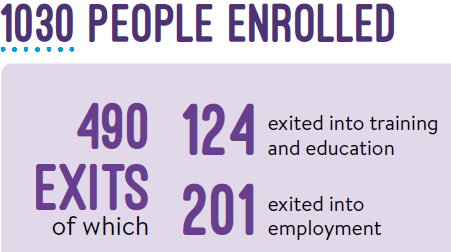 1030 PEOPLE ENROLLED
490
EXITS
of which
124
exited into training
and education
201
exited into
employment